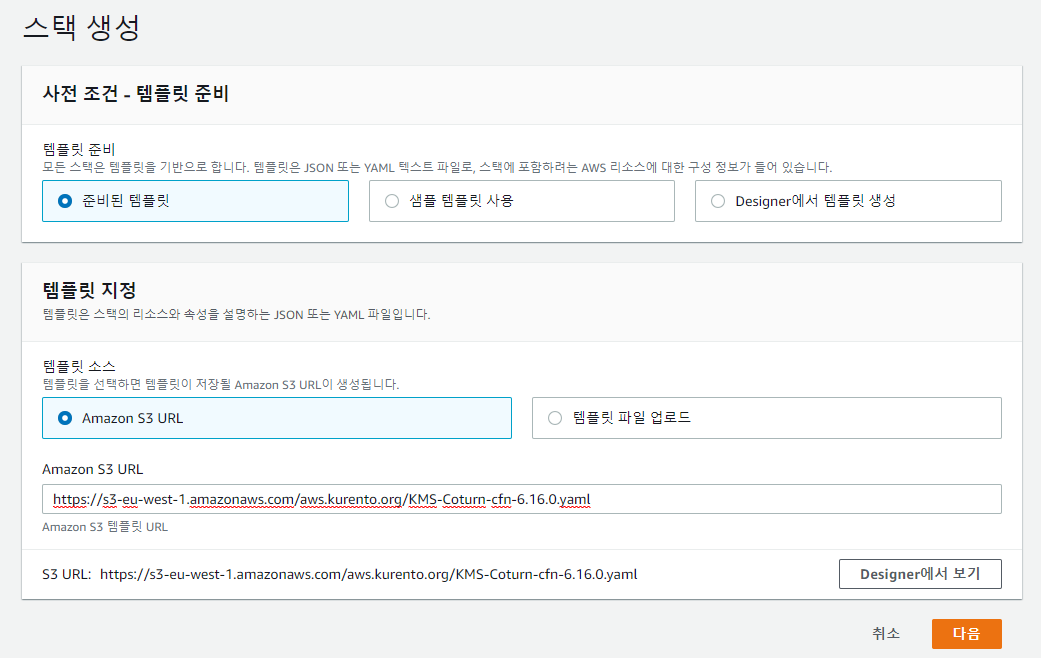 스택 생성
사전 조건 - 템플릿 준비
템플릿 준비
모든 스택은 템플릿을 기반으로 합니다. 템플릿은 JSON 또는 YAML 텍스트 파일로, 스택에 포함하려는 AWS 리소스에 대한 구성 정보가 들어 있습니다.
준비된 템플릿
샘플 템플릿 사용
Designer에서 템플릿 생성
템플릿 지정
템플릿은 스택의 리소스와 속성을 설명하는 JSON 또는 YAML 파일입니다.
템플릿 소스
템플릿을 선택하면 템플릿이 저장될 Amazon S3 URL이 생성됩니다.
Amazon S3 URL
템플릿 파일 업로드
Amazon S3 URL
https://s3-eu-west-1.amazonaws.com/aws.kurento.org/KMS-Coturn-cfn-6.16.0.yaml
Amazon S3 템플릿 URL
S3 URL: https://s3-eu-west-1.amazonaws.com/aws.kurento.org/KMS-Coturn-cfn-6.16.0.yaml
Designer에서 보기
취소
다음